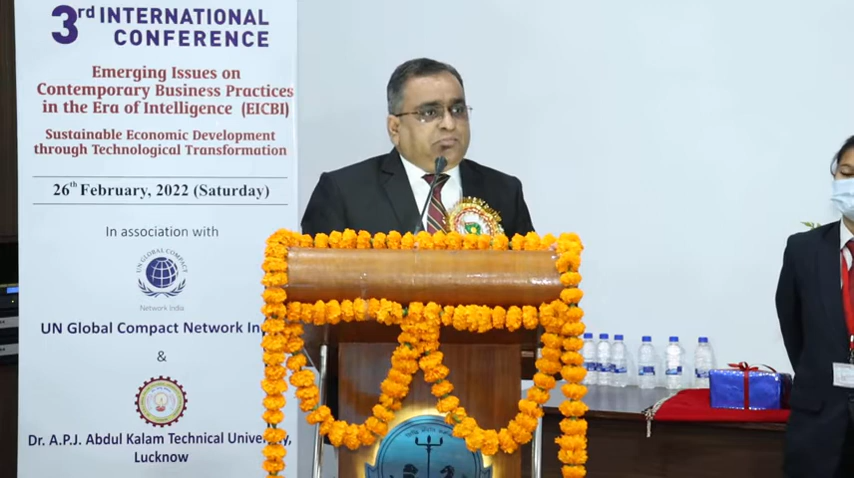 3rd INTERNATIONAL
CONFERENCE
Emerging Issues on
Contemporary Business Practices
in the Era of Intelligence (EICBI)
Sustainable Economic Development
through Technological Transformation
26th February, 2022 (Saturday)
In association with
UN GLOBAL COMPACT
Network India
UN Global Compact Network In
&
Dr. A.P.J. Abdul Kalam Technical University,
Lucknow